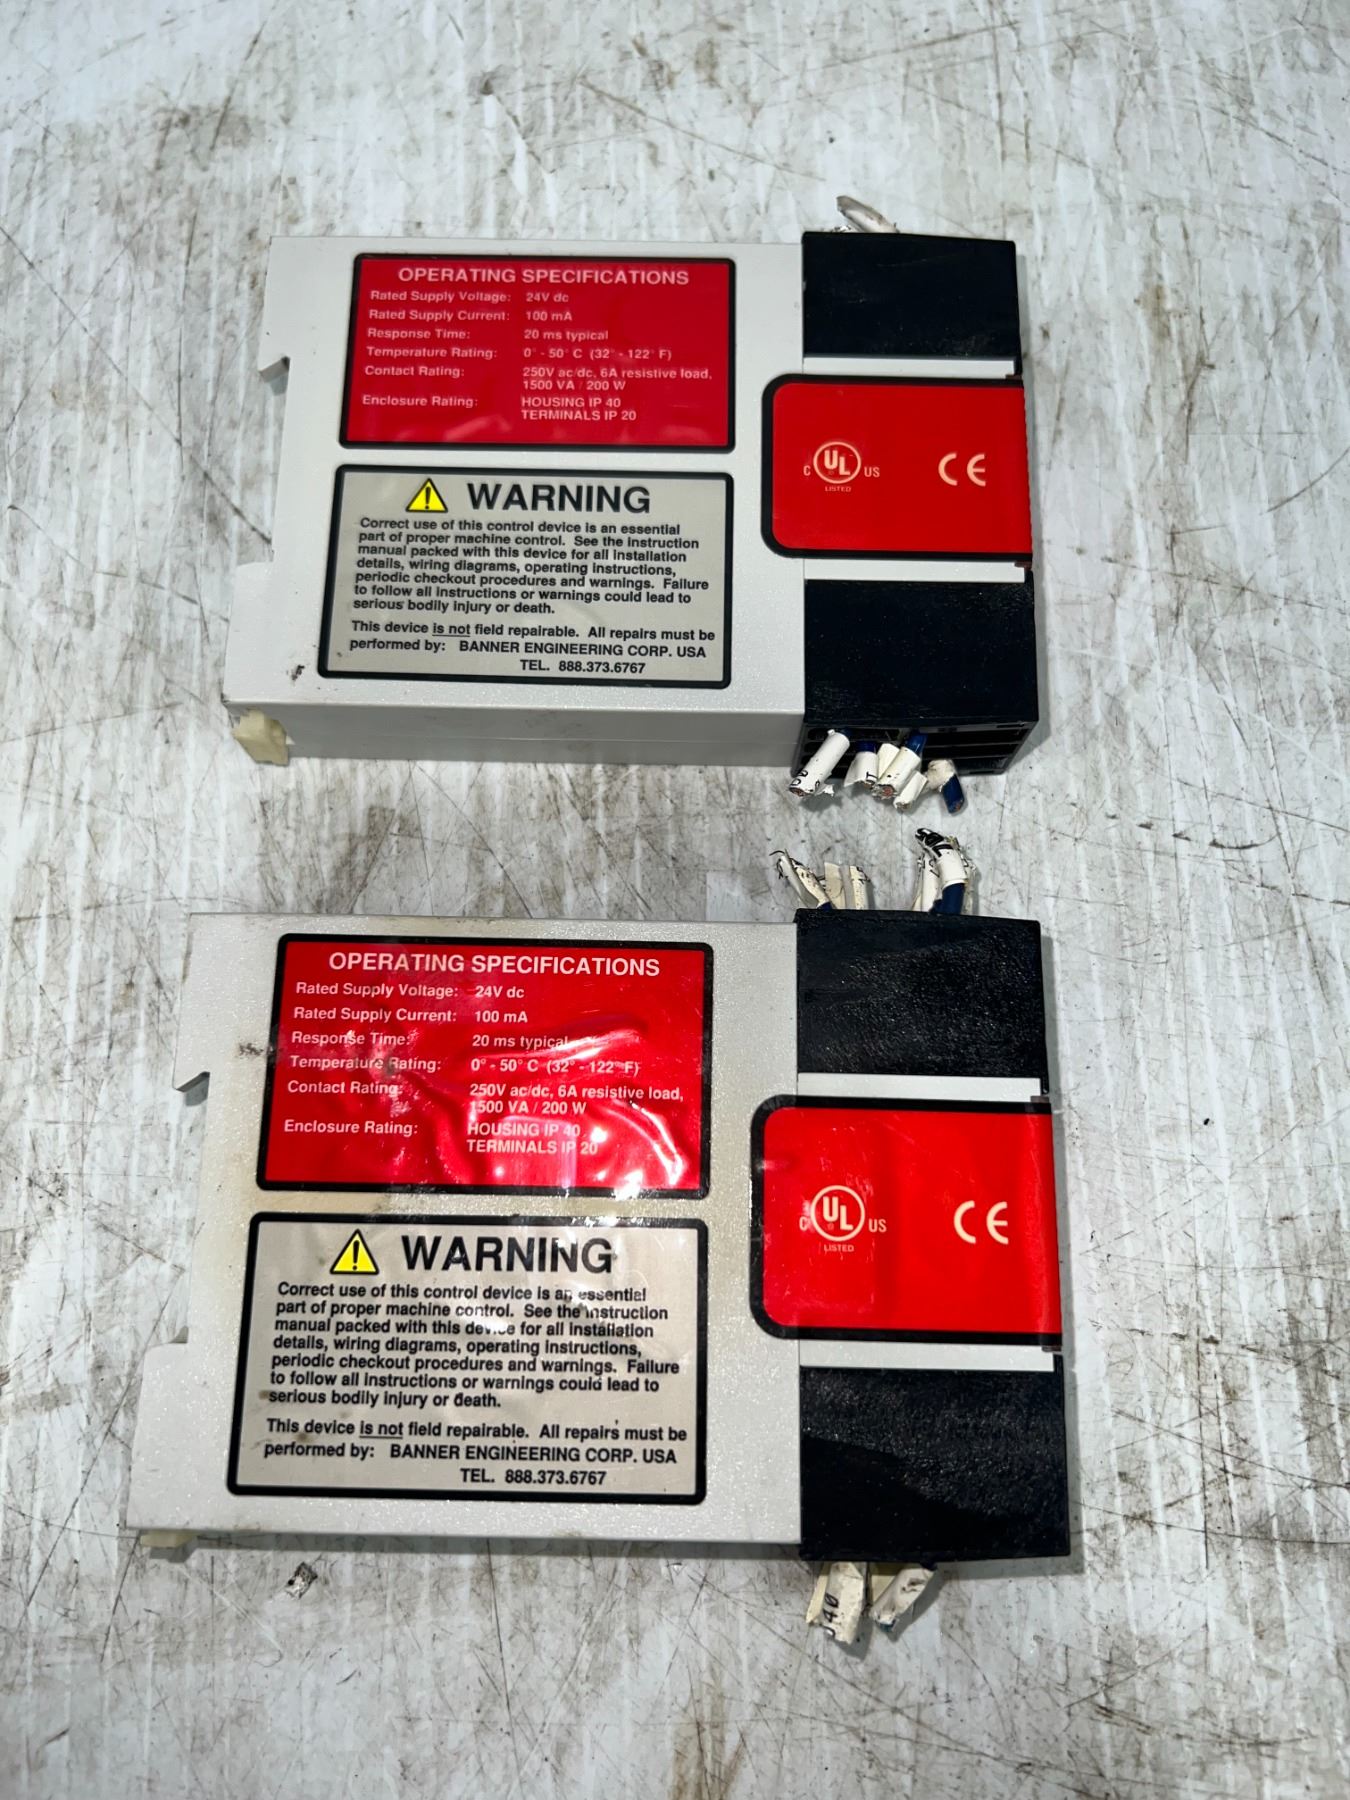 OPERATING SPECIFICATIONS
Rated Supply Voltage: 24V dc
Rated Supply Current: 100 mA
Response Time: 20 ms typical
Temperature Rating: 0° - 50° C (32° - 122° F)
Contact Rating: 250V ac/dc, 6A resistive load,
1500 VA / 200 W
Enclosure Rating: HOUSING IP 40
TERMINALS IP 20
WARNING
Correct use of this control device is an essential
part of proper machine control. See the instruction
manual packed with this device for all installation
details, wiring diagrams, operating instructions,
periodic checkout procedures and warnings. Failure
to follow all instructions or warnings could lead to
serious bodily injury or death.
This device is not field repairable. All repairs must be
performed by: BANNER ENGINEERING CORP. USA
TEL. 888.373.6767
C UL US
LISTED
CE
OPERATING SPECIFICATIONS
Rated Supply Voltage: 24V dc
Rated Supply Current: 100 mA
Response Time: 20 ms typical
Temperature Rating: 0° - 50° C (32° - 122° F)
Contact Rating: 250V ac/dc, 6A resistive load,
1500 VA / 200 W
Enclosure Rating: HOUSING IP 40
TERMINALS IP 20
WARNING
Correct use of this control device is an essential
part of proper machine control. See the instruction
manual packed with this device for all installation
details, wiring diagrams, operating instructions,
periodic checkout procedures and warnings. Failure
to follow all instructions or warnings could lead to
serious bodily injury or death.
This device is not field repairable. All repairs must be
performed by: BANNER ENGINEERING CORP. USA
TEL. 888.373.6767
C UL US
LISTED
CE